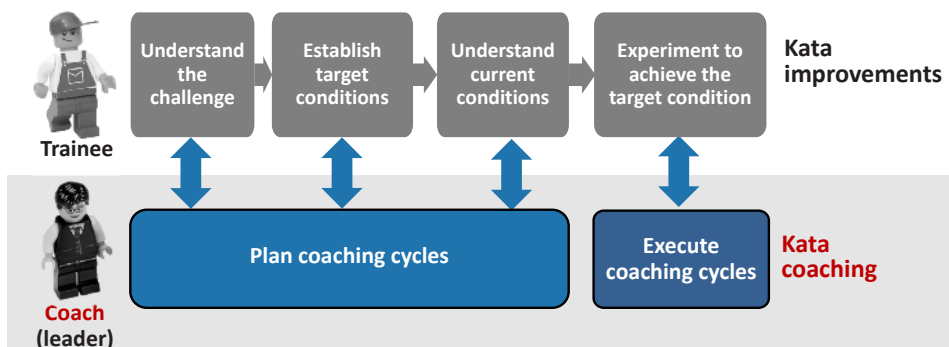 Understand
the
challenge
Establish
target
conditions
Understand
current
conditions
Experiment to
achieve the
target condition
Kata
improvements
Trainee
Plan coaching cycles
Execute
coaching cycles
Kata
coaching
Coach
(leader)